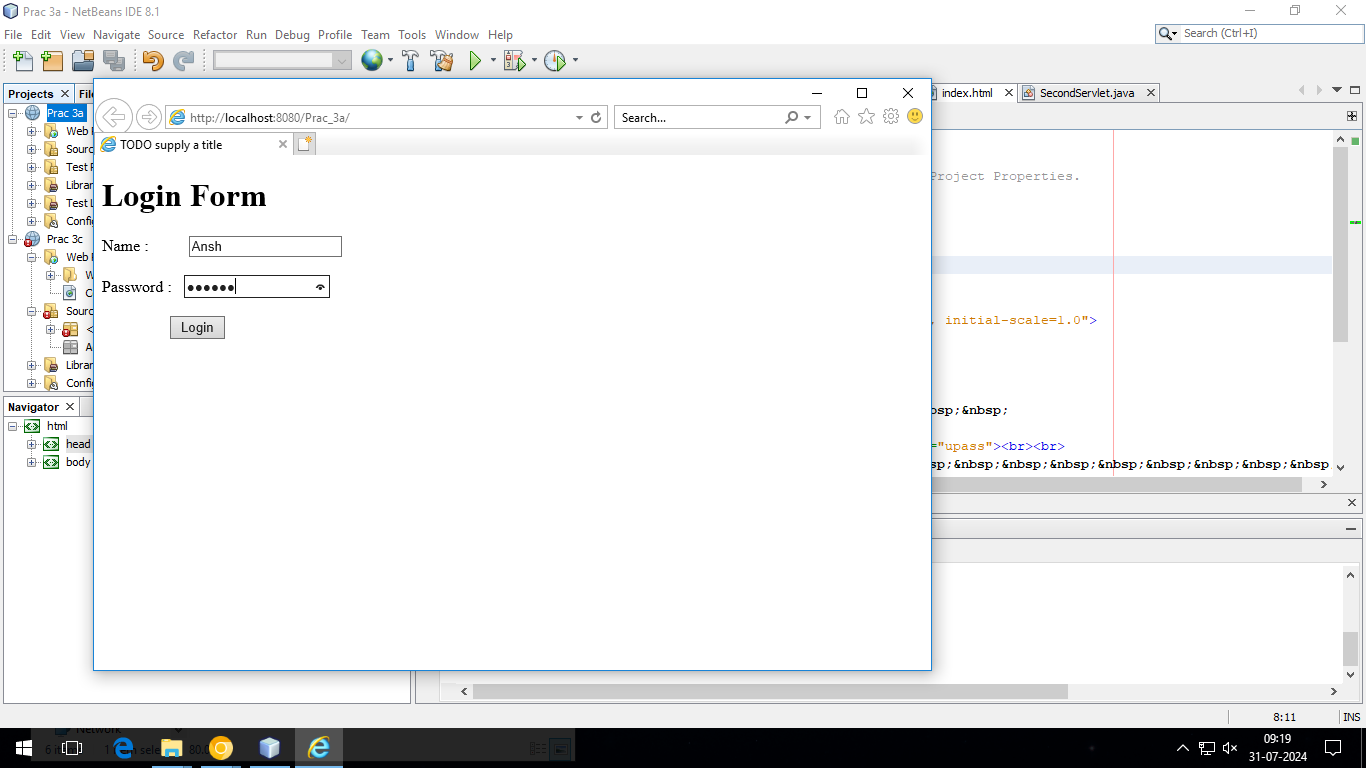 Prac 3a - NetBeans IDE 8.1
File Edit View Navigate Source Refactor Run Debug Profile Team Tools Window Help
Search (Ctrl+I)
Projects
index.html
SecondServlet.java
Prac 3a
Web
Sourc
Test
Librar
Test L
Config
Prac 3c
Web
Sourc
Librar
Config
Navigator
html
head
body
http://localhost:8080/Prac_3a/
Search...
TODO supply a title
Login Form
Name :
Ansh
Password :
●●●●●●
Login
Project Properties.
, initial-scale=1.0">
bsp;&nbsp;
="upass"><br><br>
sp;&nbsp;&nbsp;&nbsp;&nbsp;&nbsp;&nbsp;&nbsp;&nbsp
8:11
INS
Network
09:19
31-07-2024